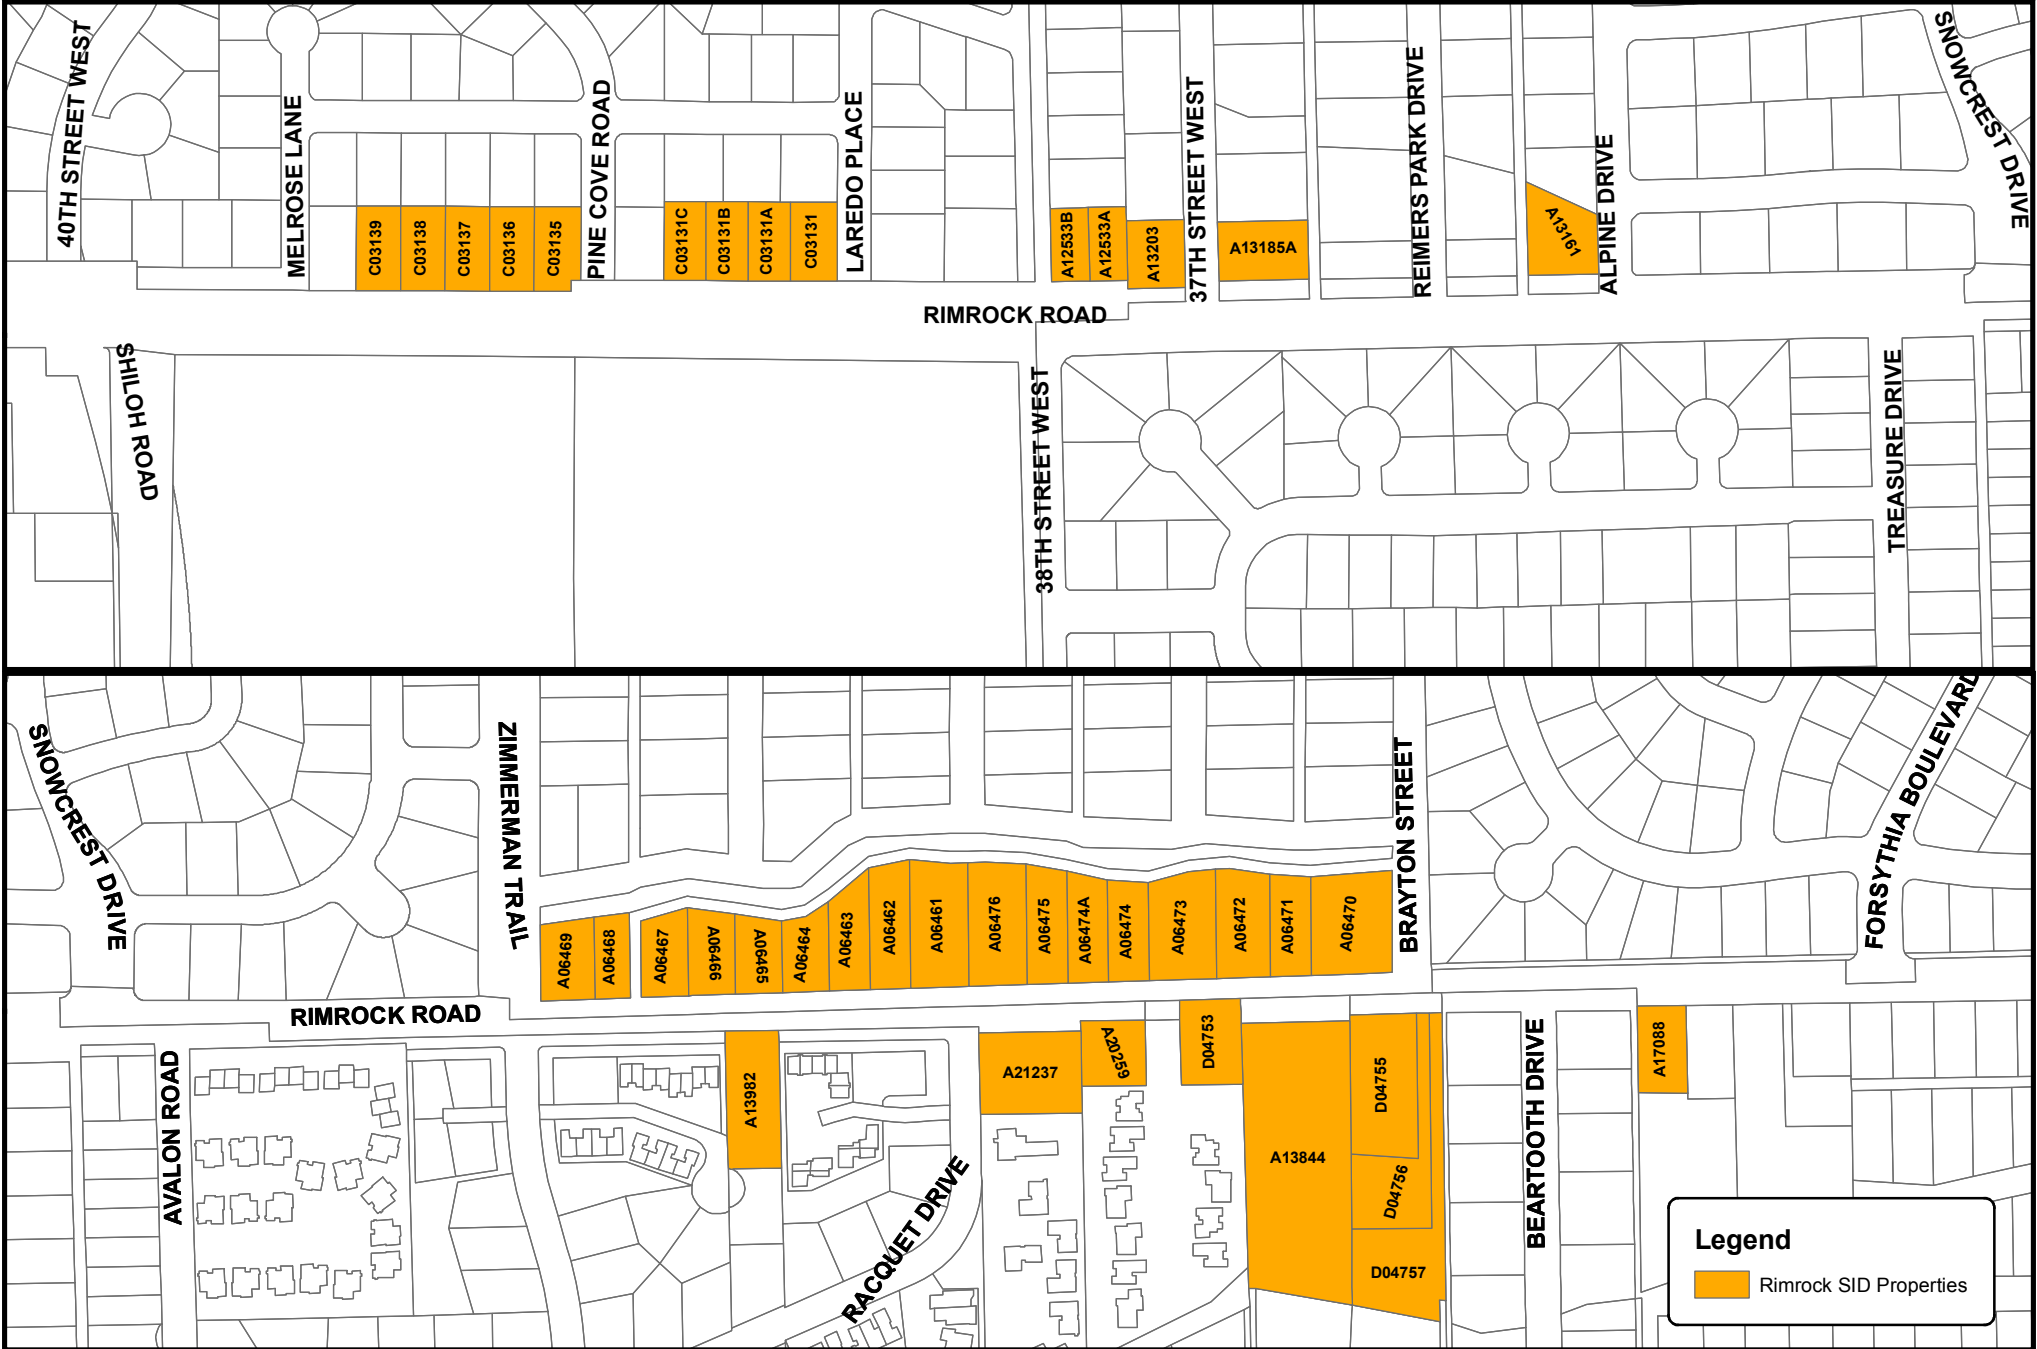 40TH STREET WEST
MELROSE LANE
PINE COVE ROAD
LAREDO PLACE
37TH STREET WEST
REIMERS PARK DRIVE
ALPINE DRIVE
SNOWCREST DRIVE
C03139
C03138
C03137
C03136
C03135
C03131C
C03131B
C03131A
C03131
A12533B
A12533A
A13203
A13185A
A13161
RIMROCK ROAD
SHILOH ROAD
38TH STREET WEST
TREASURE DRIVE
SNOWCREST DRIVE
ZIMMERMAN TRAIL
BRAYTON STREET
FORSYTHIA BOULEVARD
A06469
A06468
A06467
A06466
A06465
A06464
A06463
A06462
A06461
A06476
A06475
A06474A
A06474
A06473
A06472
A06471
A06470
RIMROCK ROAD
AVALON ROAD
A13982
RACQUET DRIVE
A21237
A20259
D04753
A13844
D04755
D04756
D04757
BEARTOOTH DRIVE
A17088
Legend
Rimrock SID Properties